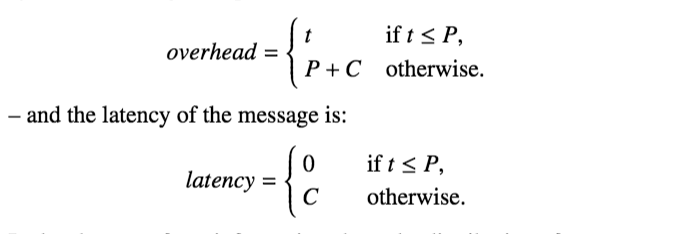 overhead = { t if t ≤ P,
P + C otherwise.
– and the latency of the message is:
latency = { 0 if t ≤ P,
C otherwise.